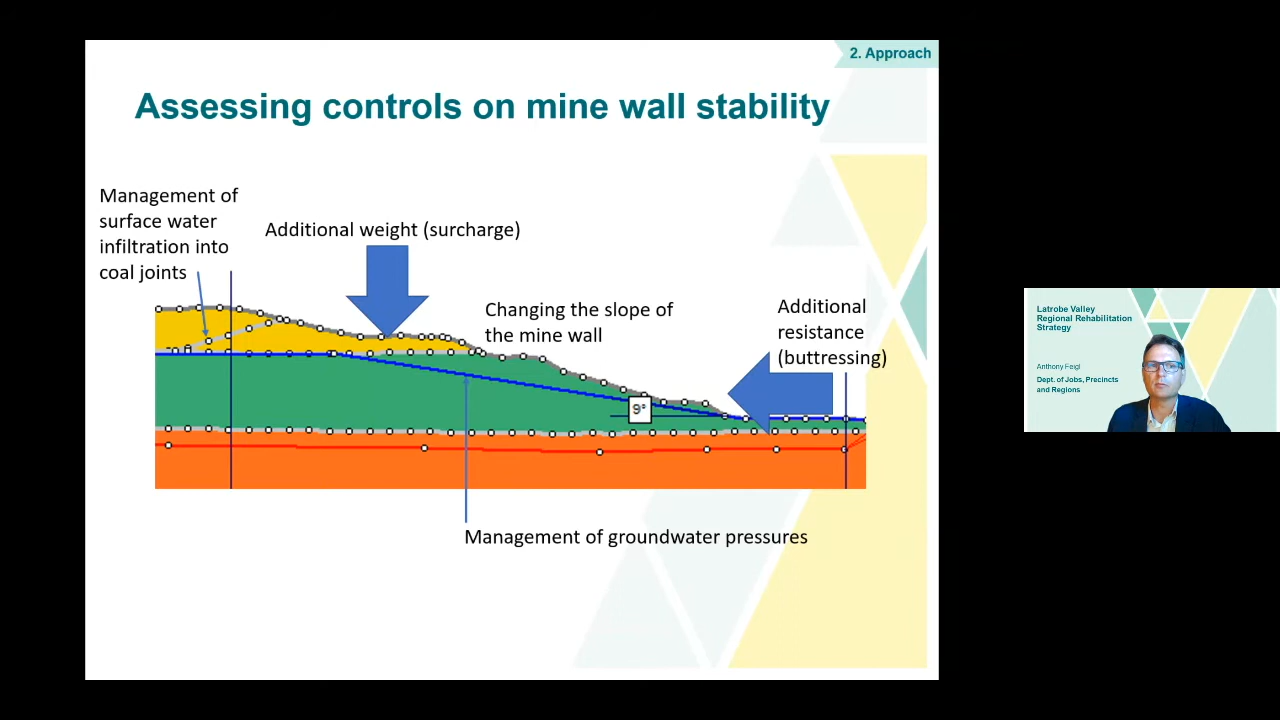 2. Approach
Assessing controls on mine wall stability
Management of
surface water
infiltration into
coal joints
Additional weight (surcharge)
Changing the slope of
the mine wall
Additional
resistance
(buttressing)
9°
Management of groundwater pressures
Latrobe Valley
Regional Rehabilitation
Strategy
Anthony Feigl
Dept. of Jobs, Precincts
and Regions